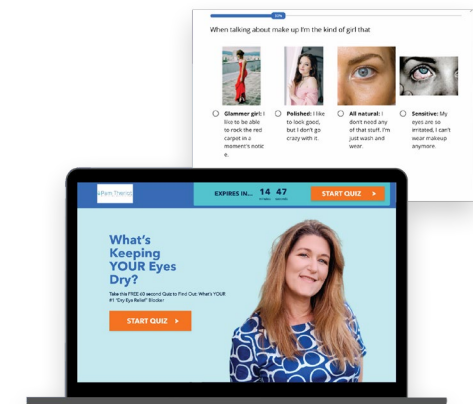 When talking about make up I'm the kind of girl that
Glammer girl: I
like to be able
to rock the red
carpet in a
moment's notic
e.
Polished: I like
to look good,
but I don't go
crazy with it.
All natural: I
don't need any
of that stuff. I'm
just wash and
wear.
Sensitive: My
eyes are so
irritated, I can't
wear makeup
anymore.
EXPIRES IN... 14 47
minutes seconds
START QUIZ >
What's
Keeping
YOUR Eyes
Dry?
Take this FREE 60 second Quiz to Find Out: What's YOUR
#1 "Dry Eye Relief" Blocker
START QUIZ >